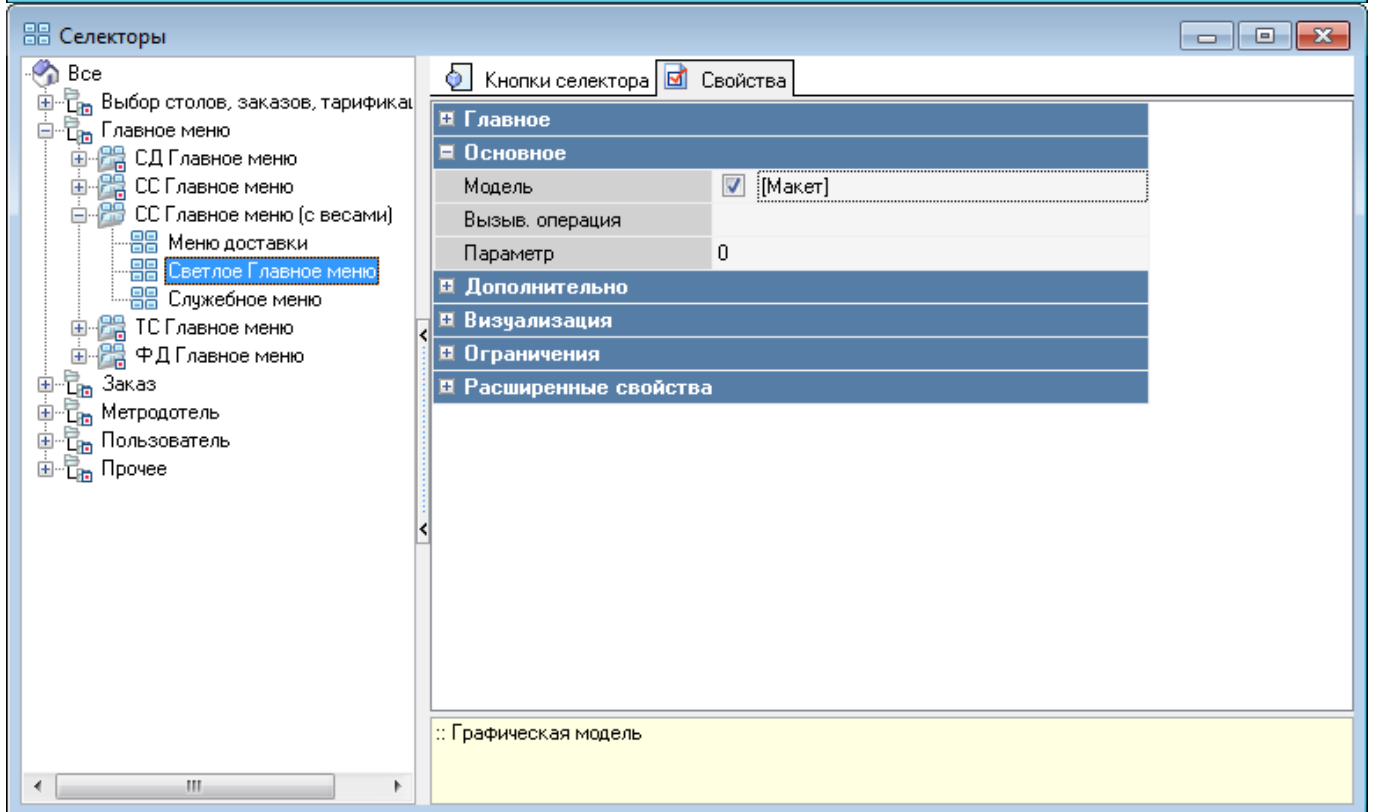 Селекторы
Все
Выбор столов, заказов, тарификац
Главное меню
СД Главное меню
СС Главное меню
СС Главное меню (с весами)
Меню доставки
Светлое Главное меню
Служебное меню
ТС Главное меню
ФД Главное меню
Заказ
Метродотель
Пользователь
Прочее
Кнопки селектора
Свойства
Главное
Основное
Модель [Макет]
Вызыв. операция
Параметр 0
Дополнительно
Визуализация
Ограничения
Расширенные свойства
:: Графическая модель